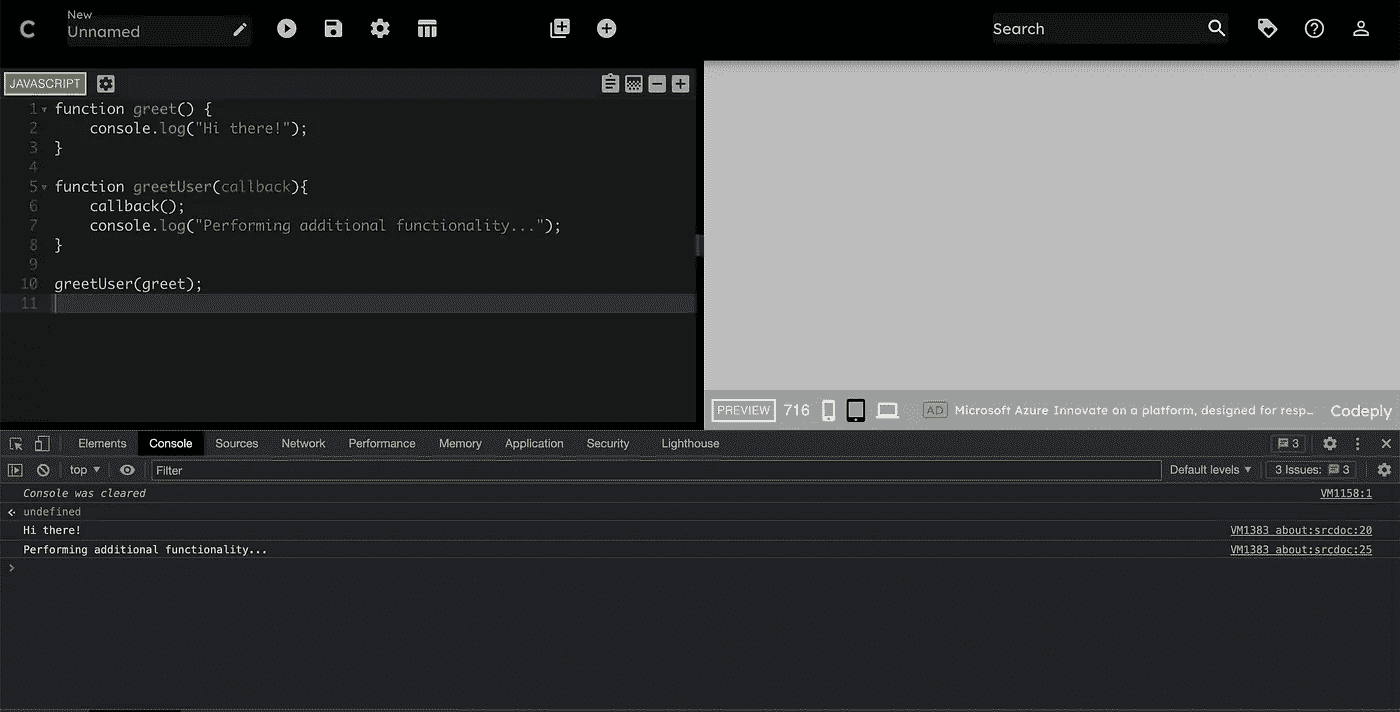 C
New
Unnamed
Search
JAVASCRIPT
1 function greet() {
2     console.log("Hi there!");
3 }
4
5 function greetUser(callback){
6     callback();
7     console.log("Performing additional functionality...");
8 }
9
10 greetUser(greet);
11
PREVIEW 716 AD Microsoft Azure Innovate on a platform, designed for resp… Codeply
Elements Console Sources Network Performance Memory Application Security Lighthouse 3
top Filter Default levels 3 Issues: 3
Console was cleared VM1158:1
undefined
Hi there! VM1383 about:srcdoc:20
Performing additional functionality... VM1383 about:srcdoc:25